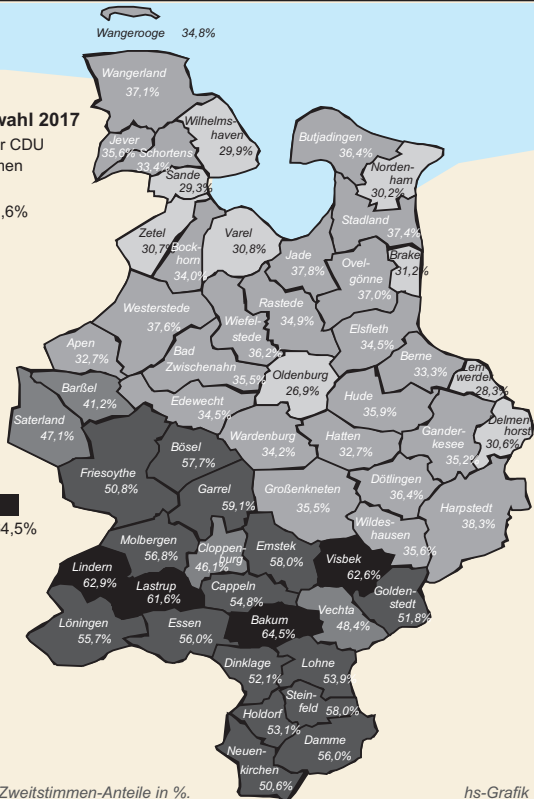 Wangerooge 34,8%
Wangerland
37,1%
wahl 2017
r CDU
men
,6%
Wilhelms-
haven
29,9%
Jever
35,6%
Schortens
33,4%
Sande
29,3%
Butjadingen
36,4%
Norden-
ham
30,2%
Zetel
30,7%
Bock-
horn
34,0%
Varel
30,8%
Stadland
37,4%
Jade
37,8%
Ovel-
gönne
37,0%
Brake
31,2%
Westerstede
37,6%
Wiefel-
stede
36,2%
Rastede
34,9%
Elsfleth
34,5%
Apen
32,7%
Bad
Zwischenahn
35,5%
Oldenburg
26,9%
Berne
33,3%
Lem-
werder
28,3%
Barßel
41,2%
Edewecht
34,5%
Hude
35,9%
Delmen-
horst
30,6%
Saterland
47,1%
Wardenburg
34,2%
Hatten
32,7%
Gander-
kesee
35,2%
Bösel
57,7%
Friesoythe
50,8%
Garrel
59,1%
Großenkneten
35,5%
Dötlingen
36,4%
Harpstedt
38,3%
4,5%
Wildes-
hausen
35,6%
Molbergen
56,8%
Cloppen-
burg
46,1%
Emstek
58,0%
Visbek
62,6%
Lindern
62,9%
Lastrup
61,6%
Cappeln
54,8%
Golden-
stedt
51,8%
Löningen
55,7%
Essen
56,0%
Bakum
64,5%
Vechta
48,4%
Dinklage
52,1%
Lohne
53,9%
Stein-
feld 58,0%
Holdorf
53,1%
Damme
56,0%
Neuen-
kirchen
50,6%
Zweitstimmen-Anteile in %.
hs-Grafik